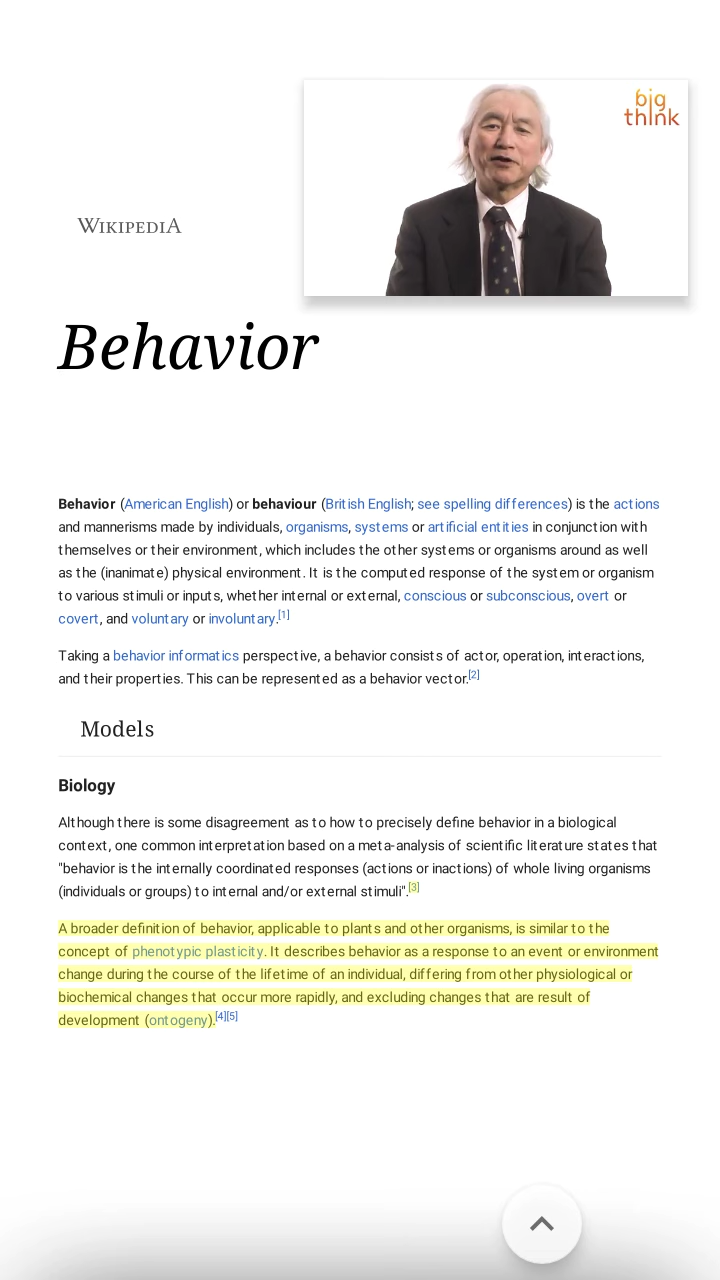 big
think
WIKIPEDIA
Behavior
Behavior (American English) or behaviour (British English; see spelling differences) is the actions
and mannerisms made by individuals, organisms, systems or artificial entities in conjunction with
themselves or their environment, which includes the other systems or organisms around as well
as the (inanimate) physical environment. It is the computed response of the system or organism
to various stimuli or inputs, whether internal or external, conscious or subconscious, overt or
covert, and voluntary or involuntary.[1]
Taking a behavior informatics perspective, a behavior consists of actor, operation, interactions,
and their properties. This can be represented as a behavior vector.[2]
Models
Biology
Although there is some disagreement as to how to precisely define behavior in a biological
context, one common interpretation based on a meta-analysis of scientific literature states that
"behavior is the internally coordinated responses (actions or inactions) of whole living organisms
(individuals or groups) to internal and/or external stimuli".[3]
A broader definition of behavior, applicable to plants and other organisms, is similar to the
concept of phenotypic plasticity. It describes behavior as a response to an event or environment
change during the course of the lifetime of an individual, differing from other physiological or
biochemical changes that occur more rapidly, and excluding changes that are result of
development (ontogeny).[4][5]